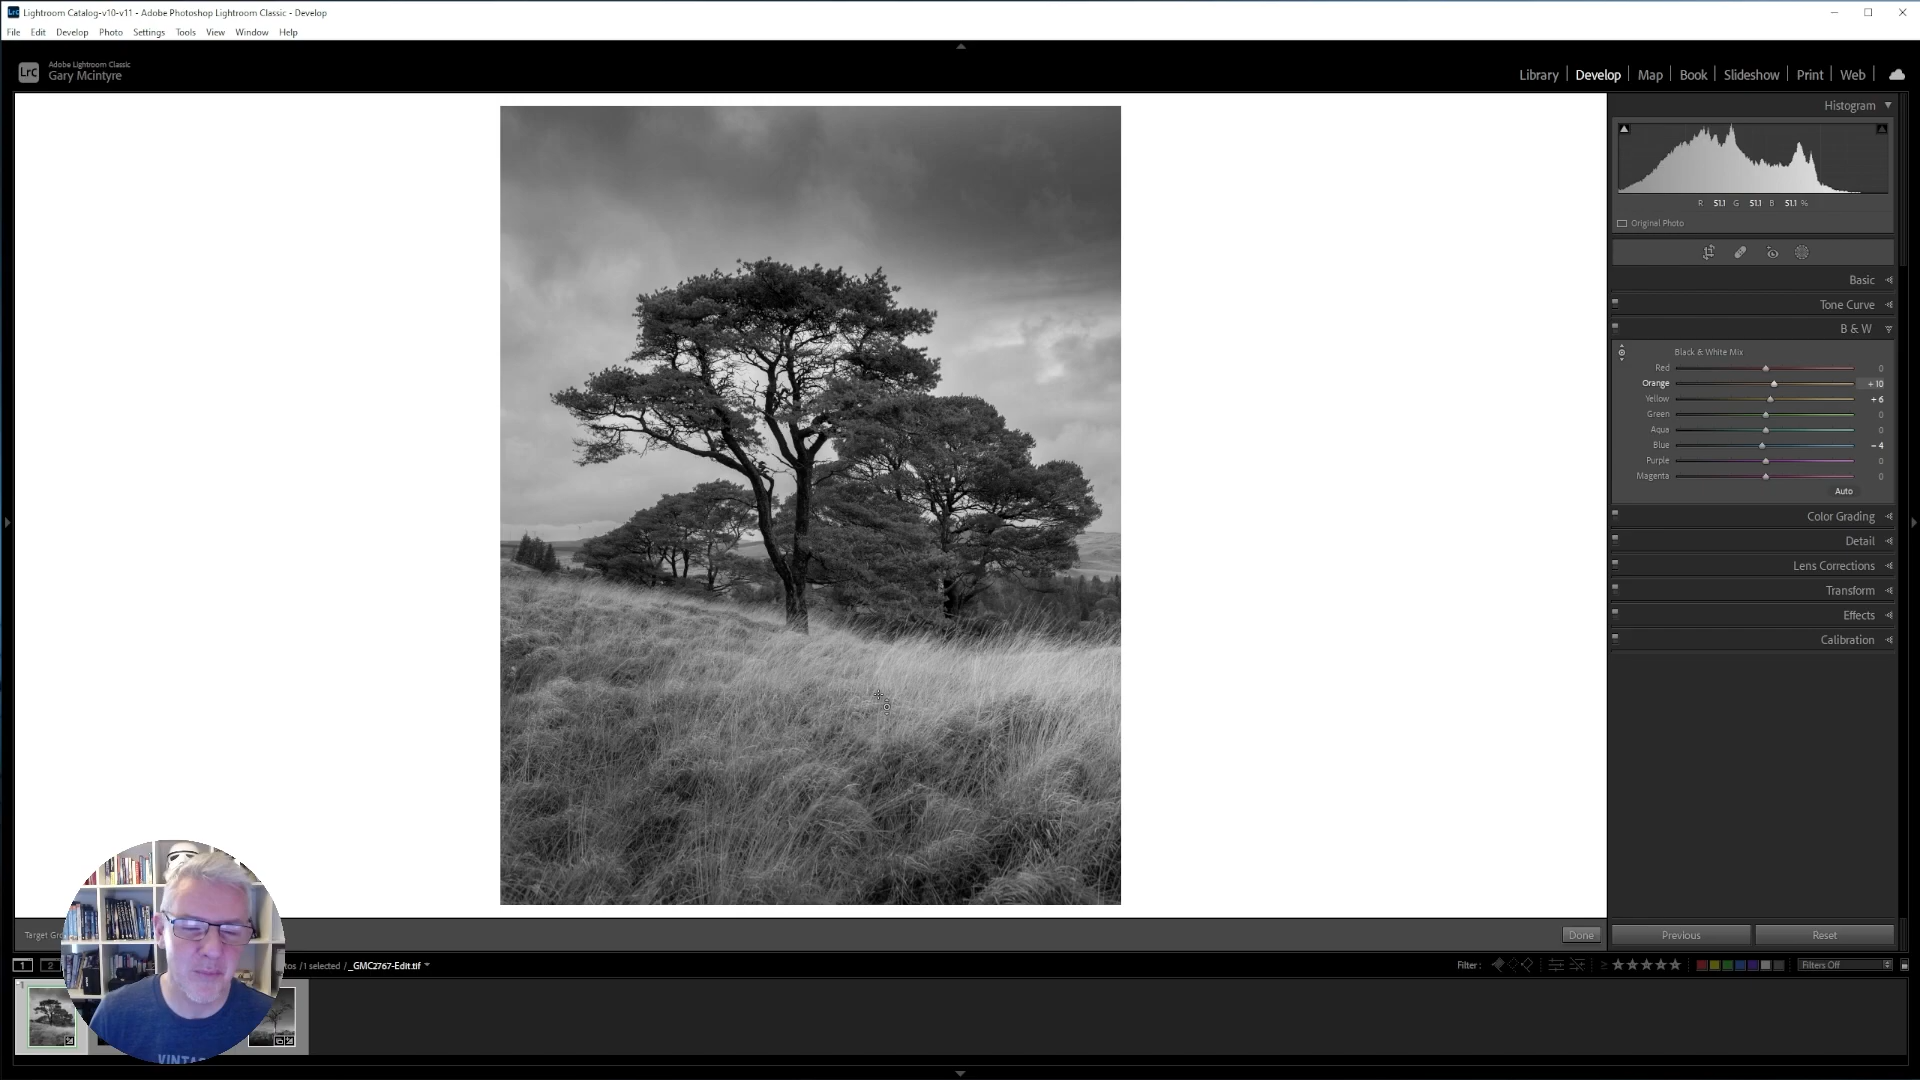 Lightroom Catalog-v10-v11 - Adobe Photoshop Lightroom Classic - Develop
File Edit Develop Photo Settings Tools View Window Help
LrC
Adobe Lightroom Classic
Gary Mcintyre
Library Develop Map Book Slideshow Print Web
Histogram
R 51.1 G 51.1 B 51.1 %
Original Photo
Basic
Tone Curve
B & W
Black & White Mix
Red 0
Orange + 10
Yellow + 6
Green 0
Aqua 0
Blue - 4
Purple 0
Magenta 0
Auto
Color Grading
Detail
Lens Corrections
Transform
Effects
Calibration
Target Done
Previous Reset
1 2 /1 selected / _GMC2767-Edit.tif
Filter : ≥ Filters Off